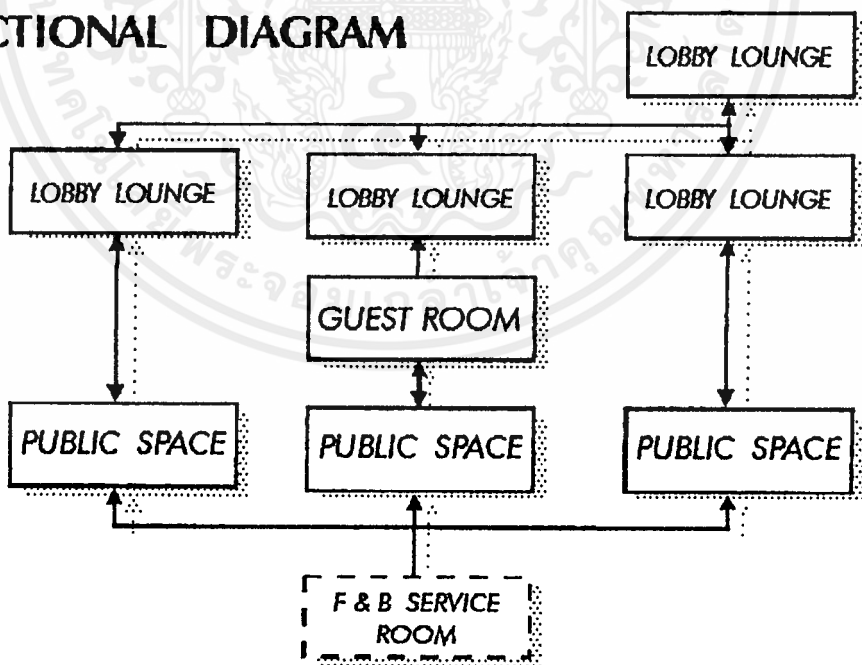 CTIONAL DIAGRAM
LOBBY LOUNGE
LOBBY LOUNGE
LOBBY LOUNGE
LOBBY LOUNGE
GUEST ROOM
PUBLIC SPACE
PUBLIC SPACE
PUBLIC SPACE
F & B SERVICE
ROOM